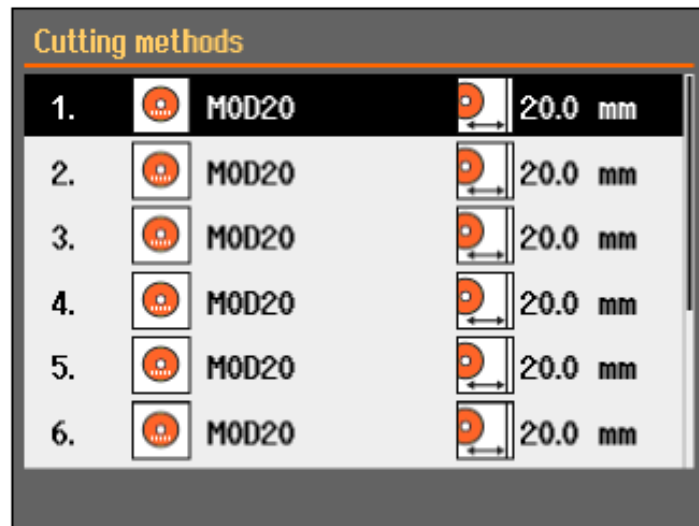 Cutting methods
1. M0D20 20.0 mm
2. M0D20 20.0 mm
3. M0D20 20.0 mm
4. M0D20 20.0 mm
5. M0D20 20.0 mm
6. M0D20 20.0 mm